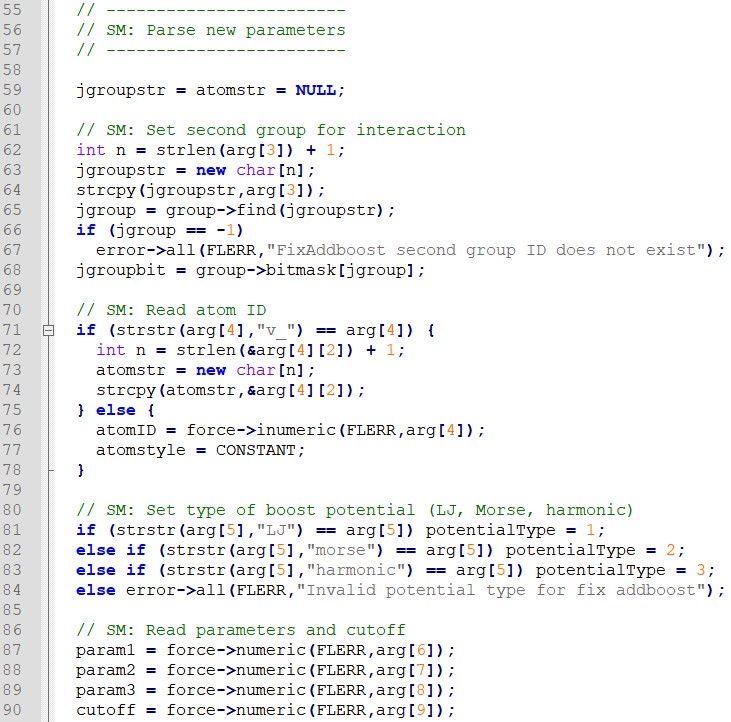 55 // ------------------------
56 // SM: Parse new parameters
57 // ------------------------
58
59 jgroupstr = atomstr = NULL;
60
61 // SM: Set second group for interaction
62 int n = strlen(arg[3]) + 1;
63 jgroupstr = new char[n];
64 strcpy(jgroupstr,arg[3]);
65 jgroup = group->find(jgroupstr);
66 if (jgroup == -1)
67   error->all(FLERR,"FixAddboost second group ID does not exist");
68 jgroupbit = group->bitmask[jgroup];
69
70 // SM: Read atom ID
71 if (strstr(arg[4],"v_") == arg[4]) {
72   int n = strlen(&arg[4][2]) + 1;
73   atomstr = new char[n];
74   strcpy(atomstr,&arg[4][2]);
75 } else {
76   atomID = force->inumeric(FLERR,arg[4]);
77   atomstyle = CONSTANT;
78 }
79
80 // SM: Set type of boost potential (LJ, Morse, harmonic)
81 if (strstr(arg[5],"LJ") == arg[5]) potentialType = 1;
82 else if (strstr(arg[5],"morse") == arg[5]) potentialType = 2;
83 else if (strstr(arg[5],"harmonic") == arg[5]) potentialType = 3;
84 else error->all(FLERR,"Invalid potential type for fix addboost");
85
86 // SM: Read parameters and cutoff
87 param1 = force->numeric(FLERR,arg[6]);
88 param2 = force->numeric(FLERR,arg[7]);
89 param3 = force->numeric(FLERR,arg[8]);
90 cutoff = force->numeric(FLERR,arg[9]);